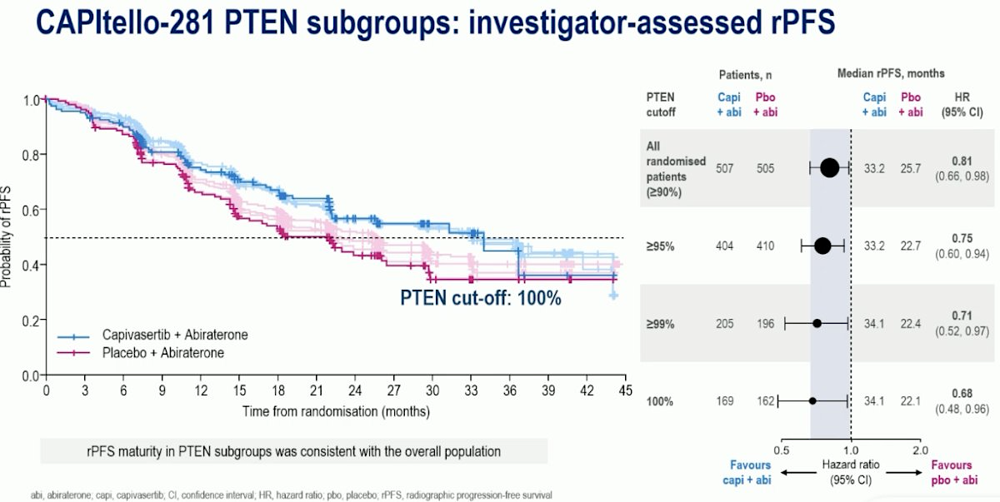 CAPItello-281 PTEN subgroups: investigator-assessed rPFS
Probability of rPFS
1.0
0.8
0.6
0.4
0.2
0.0
0 3 6 9 12 15 18 21 24 27 30 33 36 39 42 45
Time from randomisation (months)
PTEN cut-off: 100%
Capivasertib + Abiraterone
Placebo + Abiraterone
rPFS maturity in PTEN subgroups was consistent with the overall population
Patients, n
Median rPFS, months
PTEN cutoff
Capi + abi
Pbo + abi
Capi + abi
Pbo + abi
HR (95% CI)
All randomised patients (≥90%) 507 505 33.2 25.7 0.81 (0.66, 0.98)
≥95% 404 410 33.2 22.7 0.75 (0.60, 0.94)
≥99% 205 196 34.1 22.4 0.71 (0.52, 0.97)
100% 169 162 34.1 22.1 0.68 (0.48, 0.96)
0.5 1.0 2.0
Favours capi + abi
Hazard ratio (95% CI)
Favours pbo + abi
abi, abiraterone; capi, capivasertib; CI, confidence interval; HR, hazard ratio; pbo, placebo; rPFS, radiographic progression-free survival